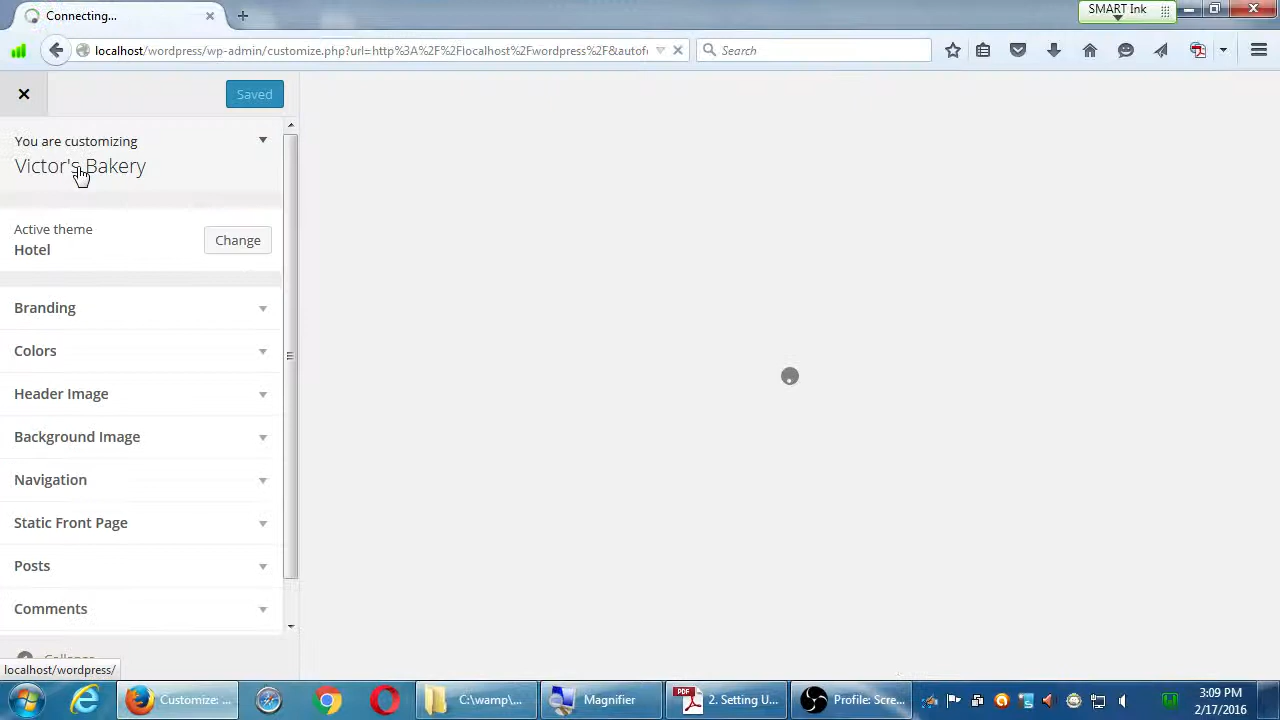 Connecting...
SMART Ink
localhost/wordpress/wp-admin/customize.php?url=http%3A%2F%2Flocalhost%2Fwordpress%2F&autof
Search
Saved
You are customizing
Victor's Bakery
Active theme
Hotel
Change
Branding
Colors
Header Image
Background Image
Navigation
Static Front Page
Posts
Comments
localhost/wordpress/
Customize: ...
C:\wamp\...
Magnifier
PDF
2. Setting U...
Profile: Scre...
3:09 PM
2/17/2016